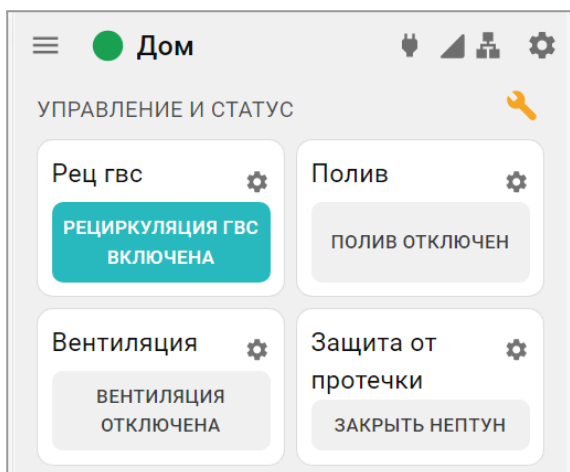 Дом
УПРАВЛЕНИЕ И СТАТУС
Рец гвс
РЕЦИРКУЛЯЦИЯ ГВС
ВКЛЮЧЕНА
Полив
ПОЛИВ ОТКЛЮЧЕН
Вентиляция
ВЕНТИЛЯЦИЯ
ОТКЛЮЧЕНА
Защита от
протечки
ЗАКРЫТЬ НЕПТУН